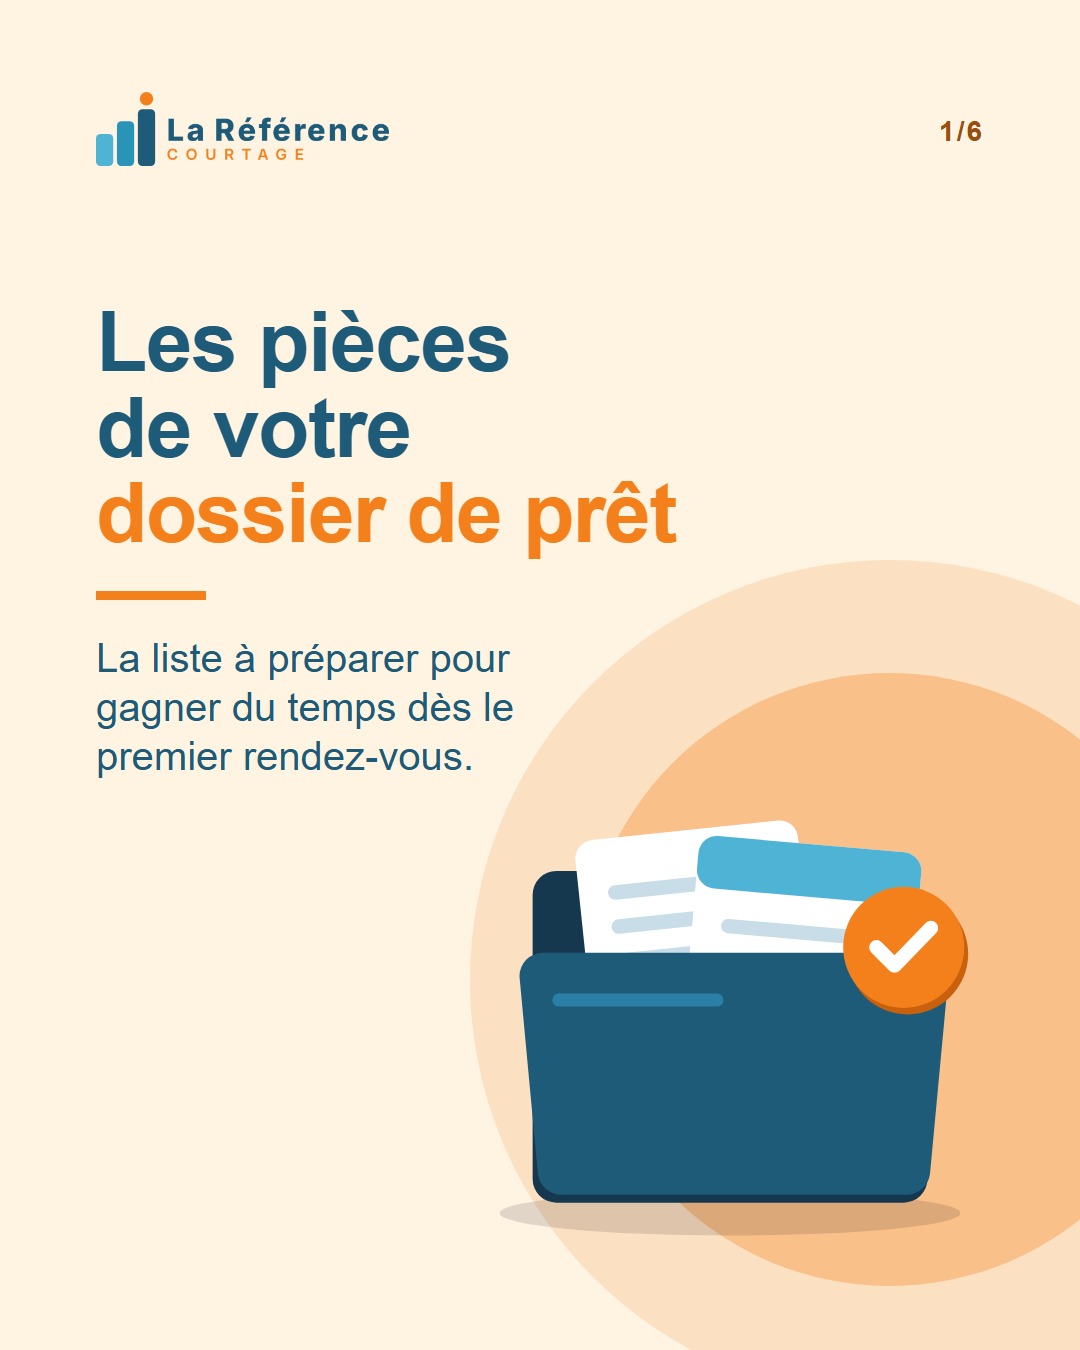 La Référence
COURTAGE
1/6
Les pièces
de votre
dossier de prêt
La liste à préparer pour
gagner du temps dès le
premier rendez-vous.